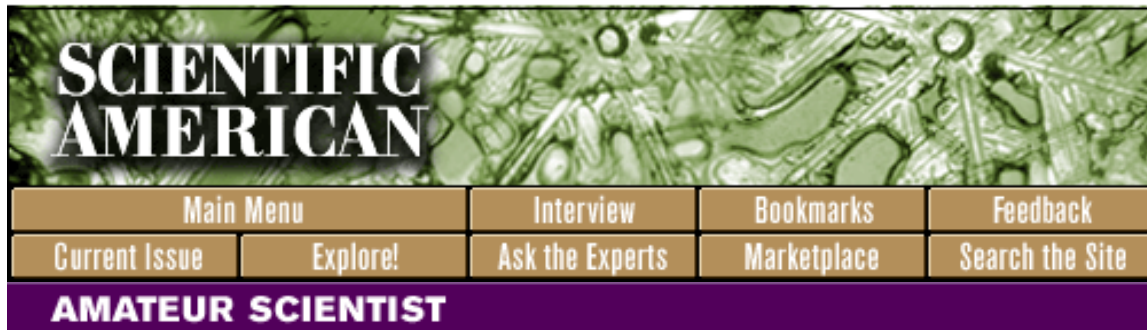 SCIENTIFIC
AMERICAN
Main Menu Interview Bookmarks Feedback
Current Issue Explore! Ask the Experts Marketplace Search the Site
AMATEUR SCIENTIST